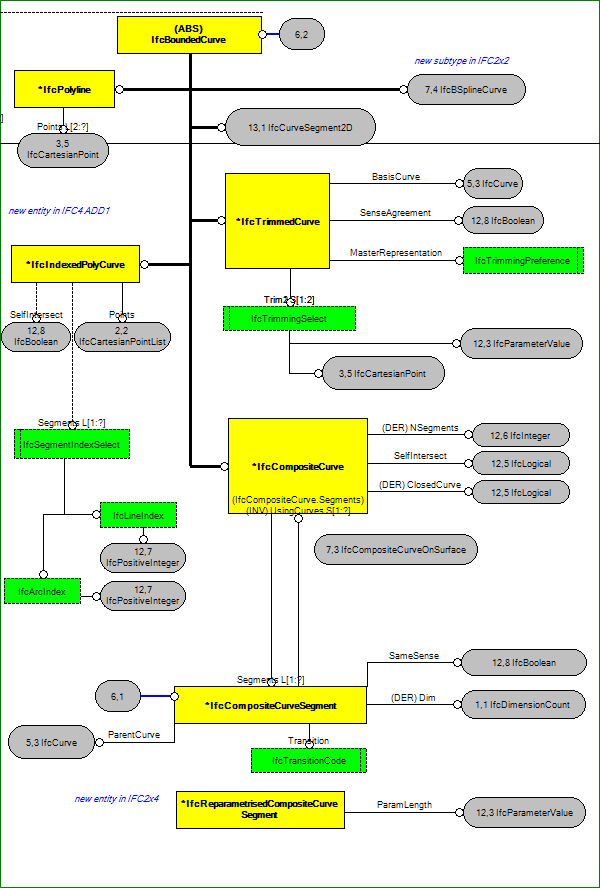 (ABS)
IfcBoundedCurve
6,2
new subtype in IFC2x2
*IfcPolyline
7,4 IfcBSplineCurve
Points L[2:?]
]
3,5
IfcCartesianPoint
13,1 IfcCurveSegment2D
BasisCurve
5,3 IfcCurve
new entity in IFC4 ADD1
*IfcTrimmedCurve
SenseAgreement
12,8 IfcBoolean
MasterRepresentation
IfcTrimmingPreference
*IfcIndexedPolyCurve
SelfIntersect
Points
12,8
IfcBoolean
2,2
IfcCartesianPointList
S[1:2]
IfcTrimmingSelect
12,3 IfcParameterValue
3,5 IfcCartesianPoint
Segments L[1:?]
IfcSegmentIndexSelect
*IfcCompositeCurve
(DER) NSegments
12,6 IfcInteger
SelfIntersect
12,5 IfcLogical
(DER) ClosedCurve
12,5 IfcLogical
(IfcCompositeCurve.Segments)
(INV) UsingCurves S[1:?]
IfcLineIndex
12,7
IfcPositiveInteger
7,3 IfcCompositeCurveOnSurface
IfcArcIndex
12,7
IfcPositiveInteger
SameSense
12,8 IfcBoolean
Segments L[1:?]
6,1
*IfcCompositeCurveSegment
(DER) Dim
1,1 IfcDimensionCount
5,3 IfcCurve
ParentCurve
Transition
IfcTransitionCode
new entity in IFC2x4
*IfcReparametrisedCompositeCurve
Segment
ParamLength
12,3 IfcParameterValue